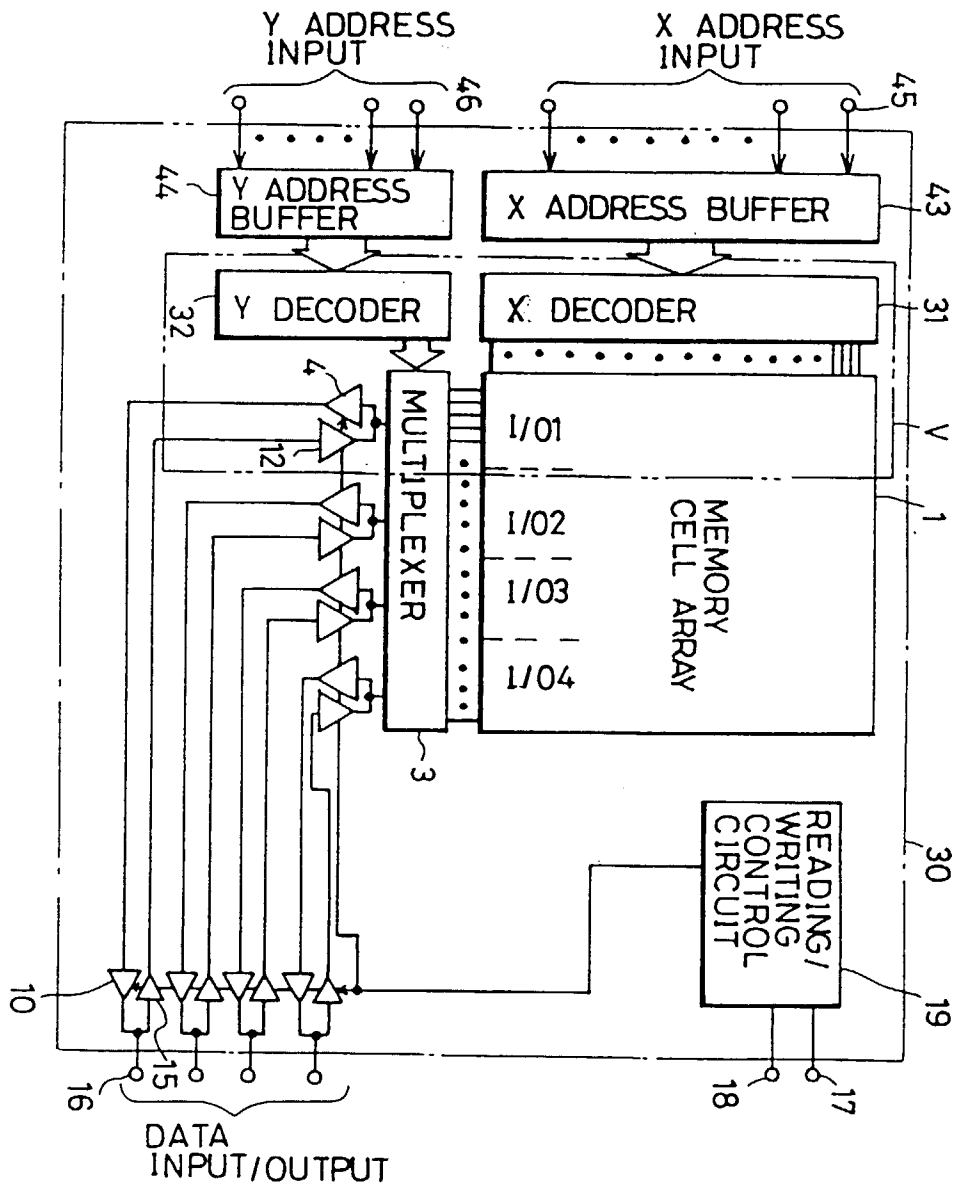 Y ADDRESS
INPUT
X ADDRESS
INPUT
46
45
44
Y ADDRESS
BUFFER
X ADDRESS BUFFER
43
32
Y DECODER
X DECODER
31
4
12
MULTIPLEXER
3
I/O1
I/O2
I/O3
I/O4
MEMORY
CELL ARRAY
V
1
30
READING/
WRITING
CONTROL
CIRCUIT
19
10
15
16
18
17
DATA
INPUT/OUTPUT